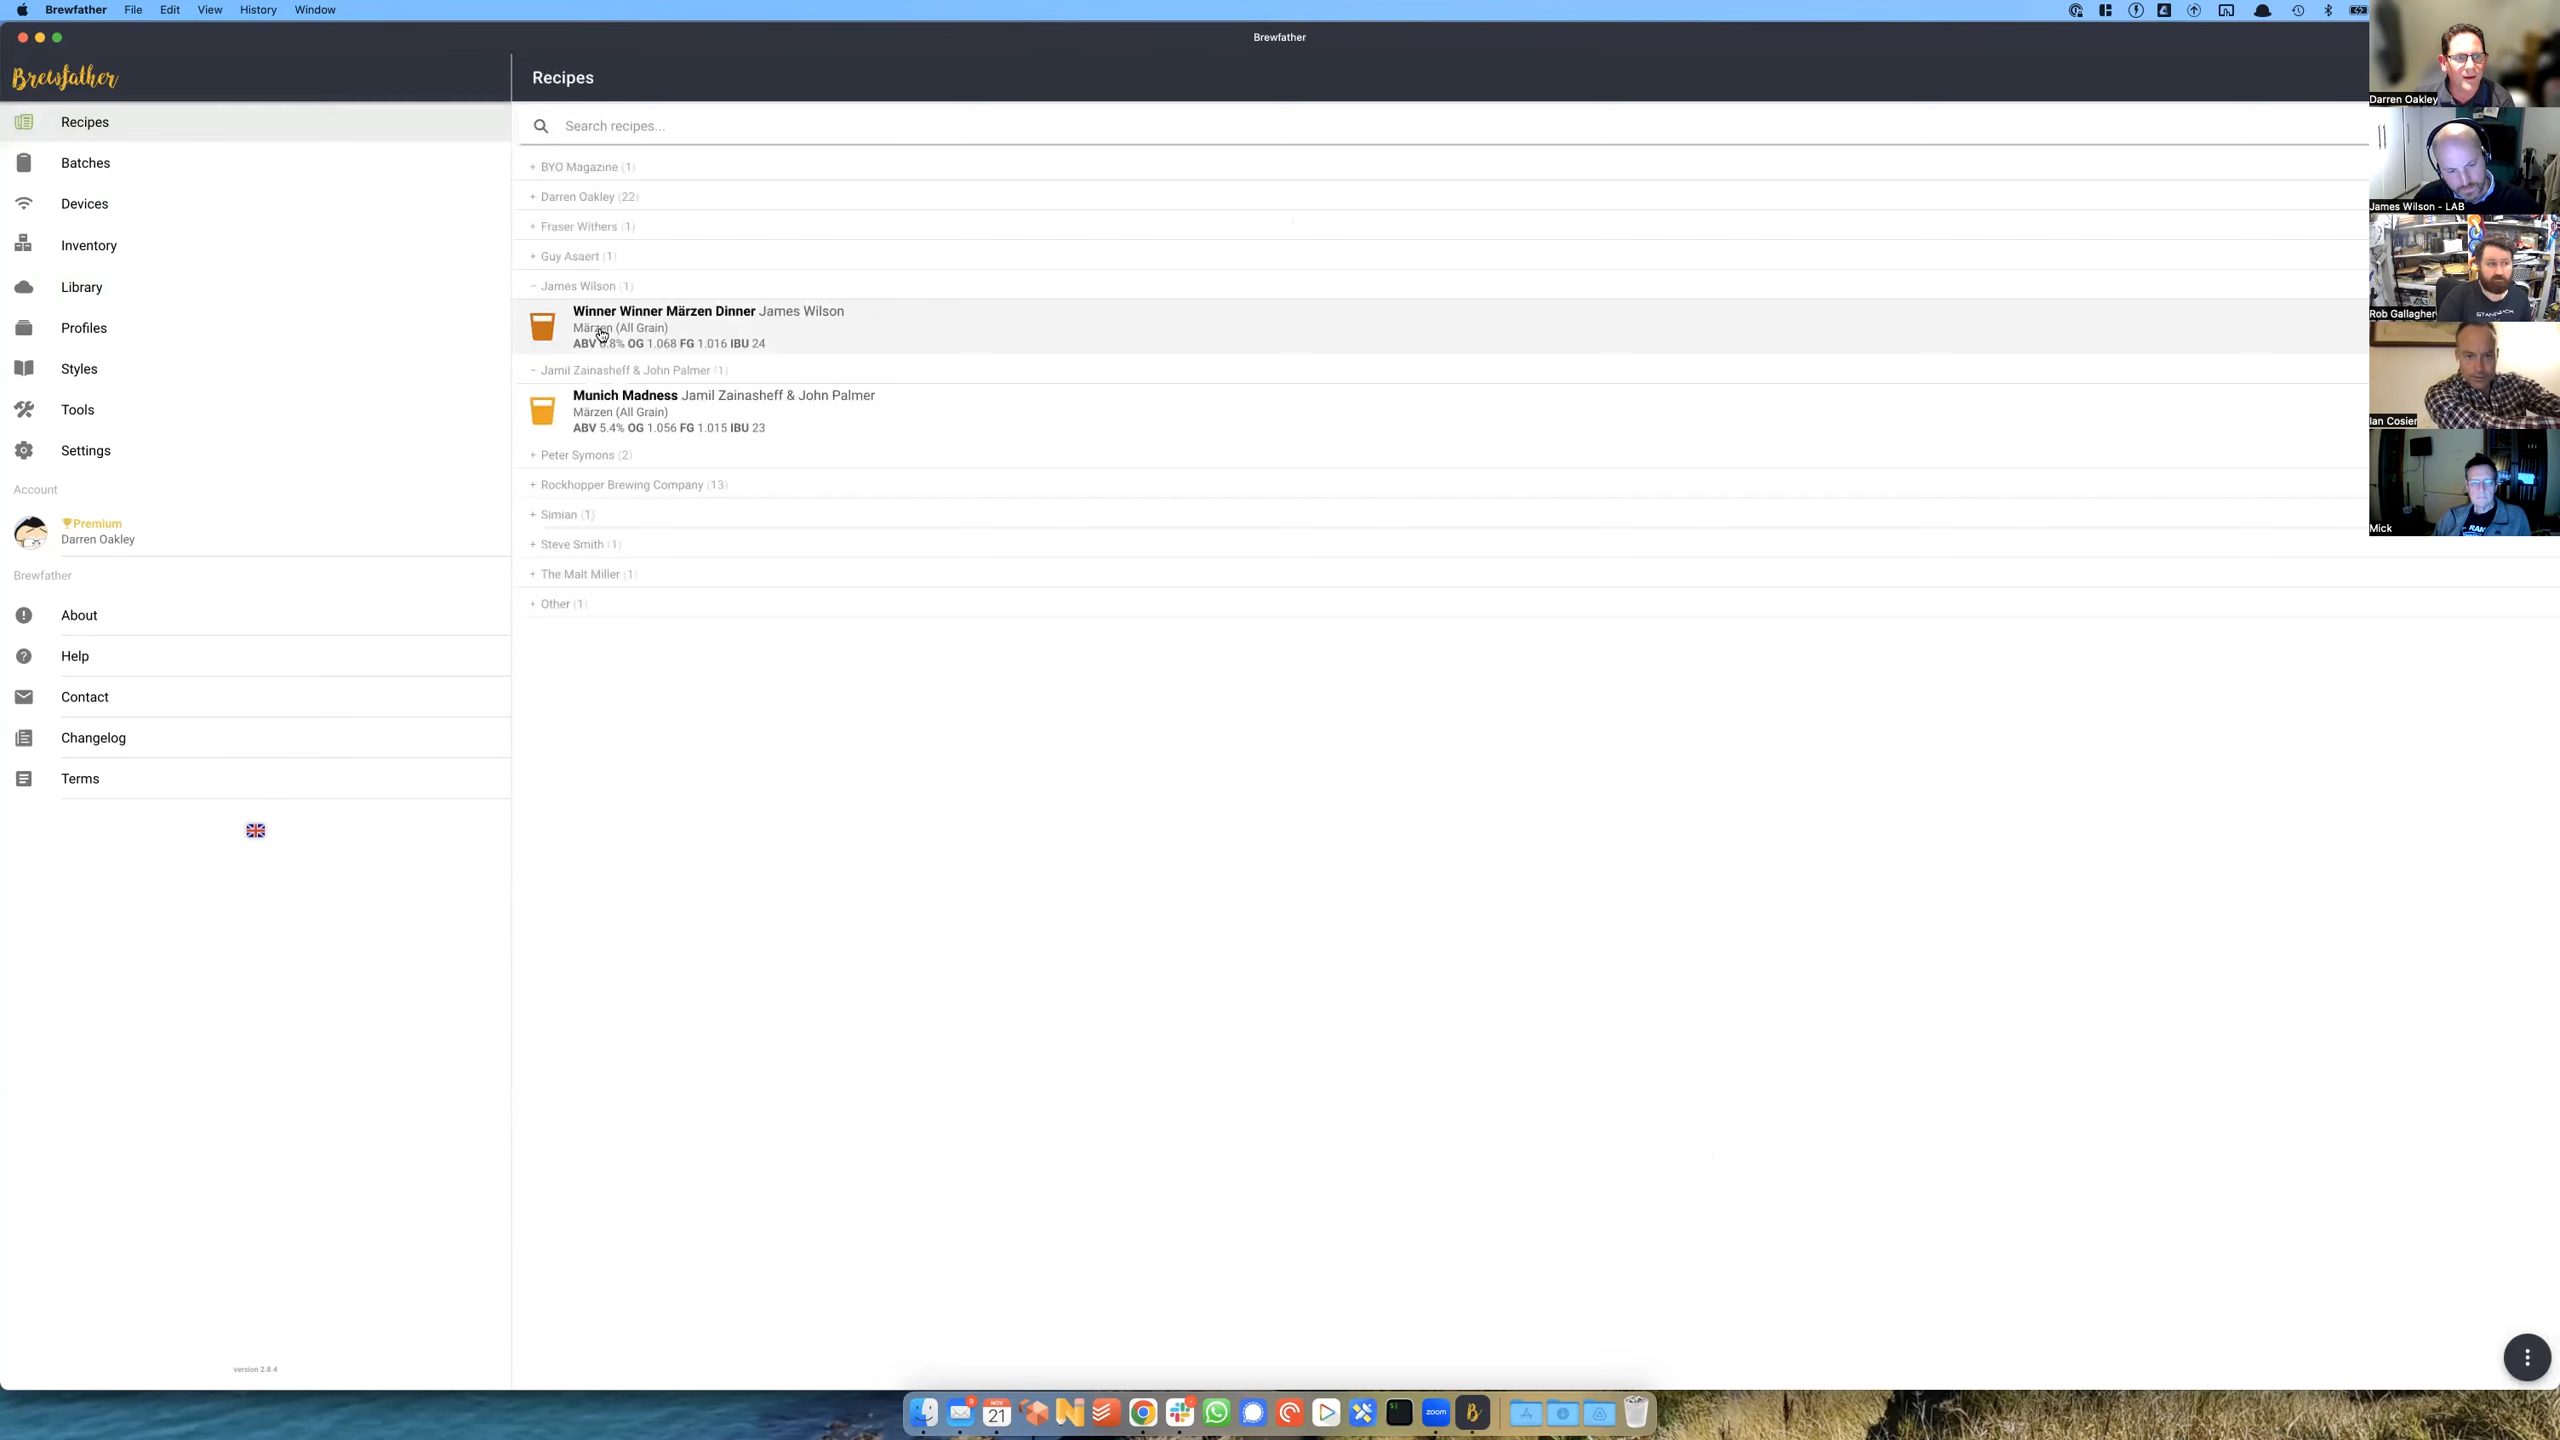 Brewfather File Edit View History Window
Brewfather
Brewfather
Recipes
Batches
Devices
Inventory
Library
Profiles
Styles
Tools
Settings
Account
Premium
Darren Oakley
Brewfather
About
Help
Contact
Changelog
Terms
version 2.8.4
Recipes
Search recipes...
+ BYO Magazine (1)
+ Darren Oakley (22)
+ Fraser Withers (1)
+ Guy Asaert (1)
− James Wilson (1)
Winner Winner Märzen Dinner James Wilson
Märzen (All Grain)
ABV 6.8% OG 1.068 FG 1.016 IBU 24
− Jamil Zainasheff & John Palmer (1)
Munich Madness Jamil Zainasheff & John Palmer
Märzen (All Grain)
ABV 5.4% OG 1.056 FG 1.015 IBU 23
+ Peter Symons (2)
+ Rockhopper Brewing Company (13)
+ Simian (1)
+ Steve Smith (1)
+ The Malt Miller (1)
+ Other (1)
Darren Oakley
James Wilson - LAB
Rob Gallagher
Ian Cosier
Mick
NOV
21
zoom